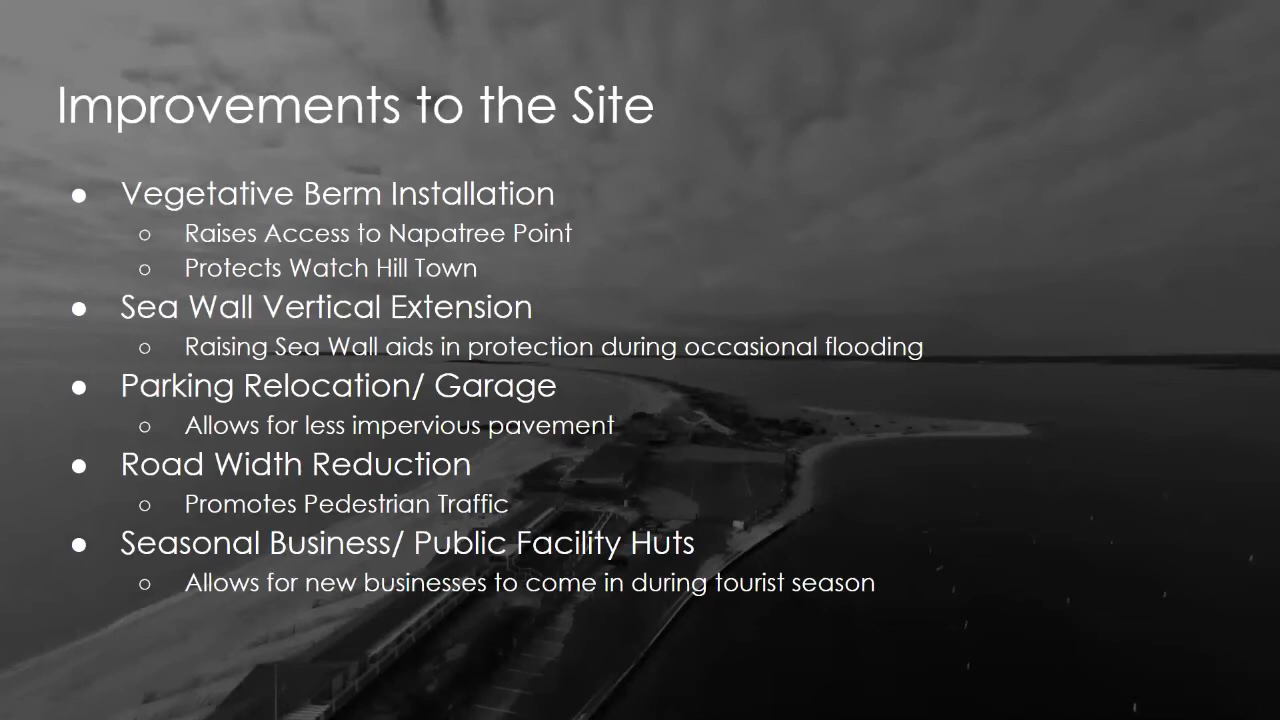 Improvements to the Site
● Vegetative Berm Installation
○ Raises Access to Napatree Point
○ Protects Watch Hill Town
● Sea Wall Vertical Extension
○ Raising Sea Wall aids in protection during occasional flooding
● Parking Relocation/ Garage
○ Allows for less impervious pavement
● Road Width Reduction
○ Promotes Pedestrian Traffic
● Seasonal Business/ Public Facility Huts
○ Allows for new businesses to come in during tourist season